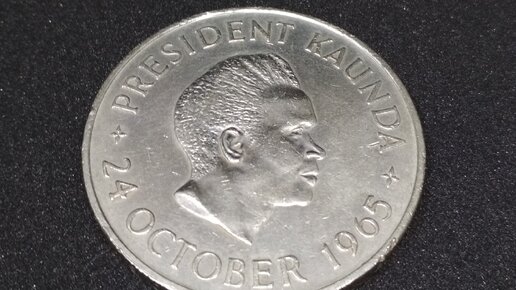 PRESIDENT KAUNDA
24 OCTOBER 1965